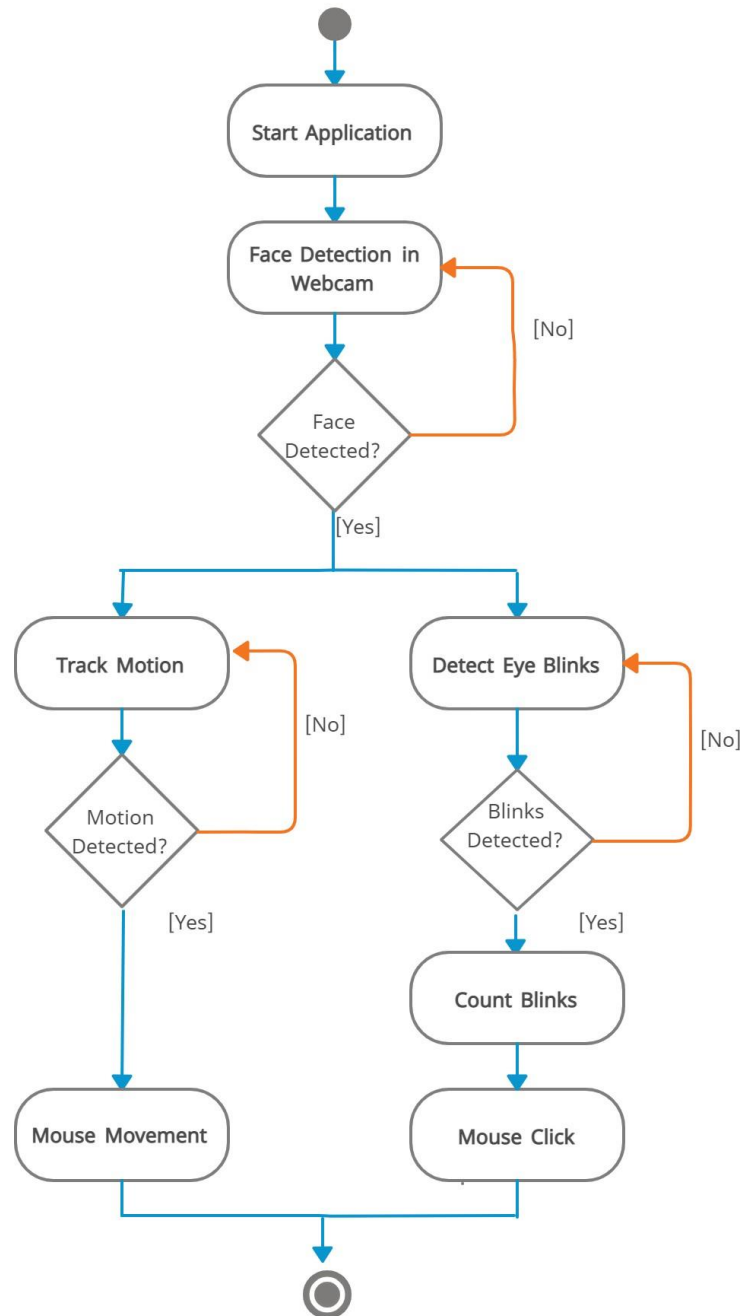 Start Application
Face Detection in
Webcam
[No]
Face
Detected?
[Yes]
Track Motion
[No]
Motion
Detected?
[Yes]
Mouse Movement
Detect Eye Blinks
[No]
Blinks
Detected?
[Yes]
Count Blinks
Mouse Click